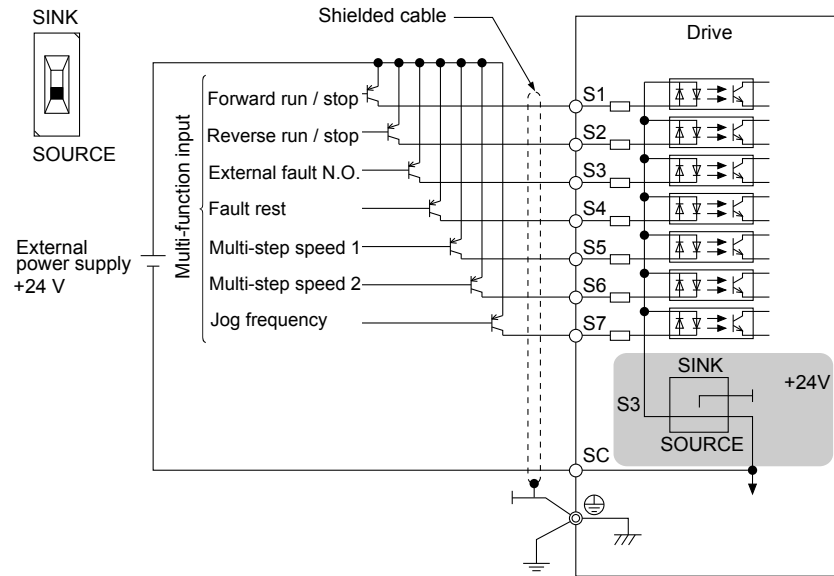 SINK
SOURCE
Shielded cable
Drive
Multi-function input
Forward run / stop
Reverse run / stop
External fault N.O.
Fault rest
Multi-step speed 1
Multi-step speed 2
Jog frequency
External
power supply
+24 V
S1
S2
S3
S4
S5
S6
S7
SINK
+24V
S3
SOURCE
SC